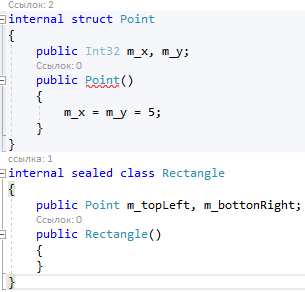 Ссылок: 2
internal struct Point
{
public Int32 m_x, m_y;
Ссылок: 0
public Point()
{
m_x = m_y = 5;
}
}
ссылка: 1
internal sealed class Rectangle
{
public Point m_topLeft, m_bottonRight;
Ссылок: 0
public Rectangle()
{
}
}